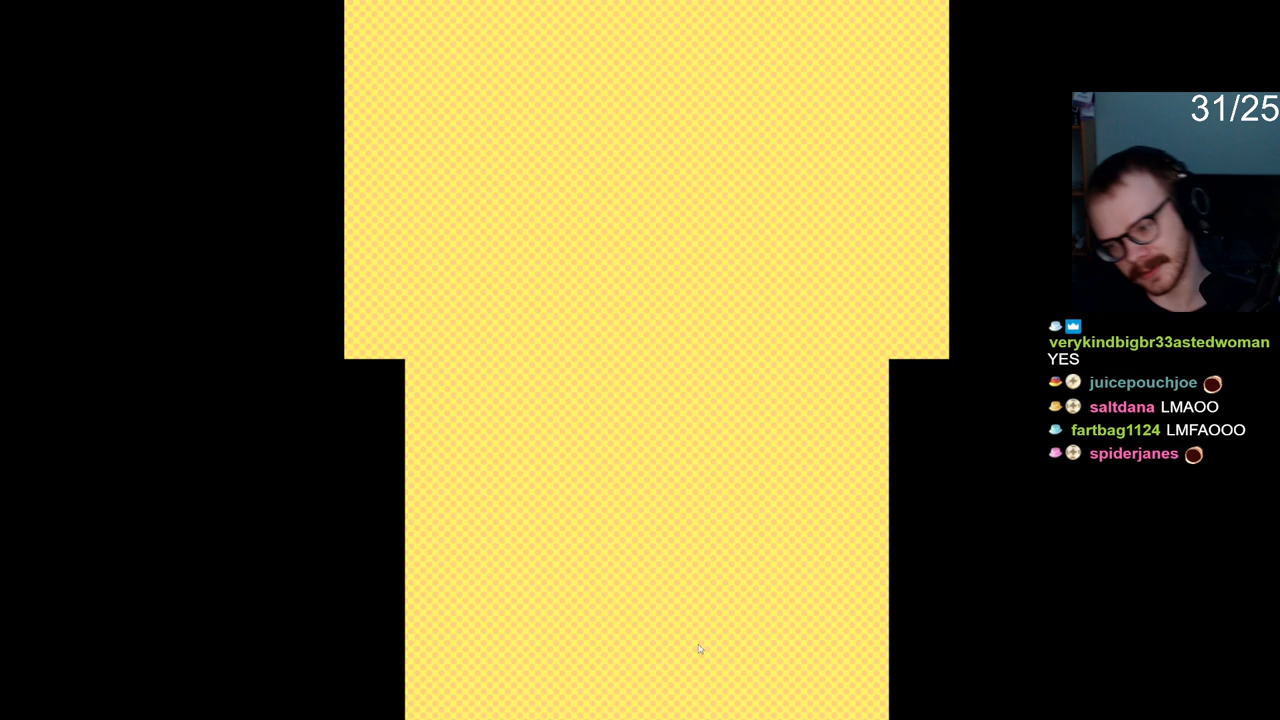 31/25
verykindbigbr33astedwoman
YES
juicepouchjoe
saltdana LMAOO
fartbag1124 LMFAOOO
spiderjanes